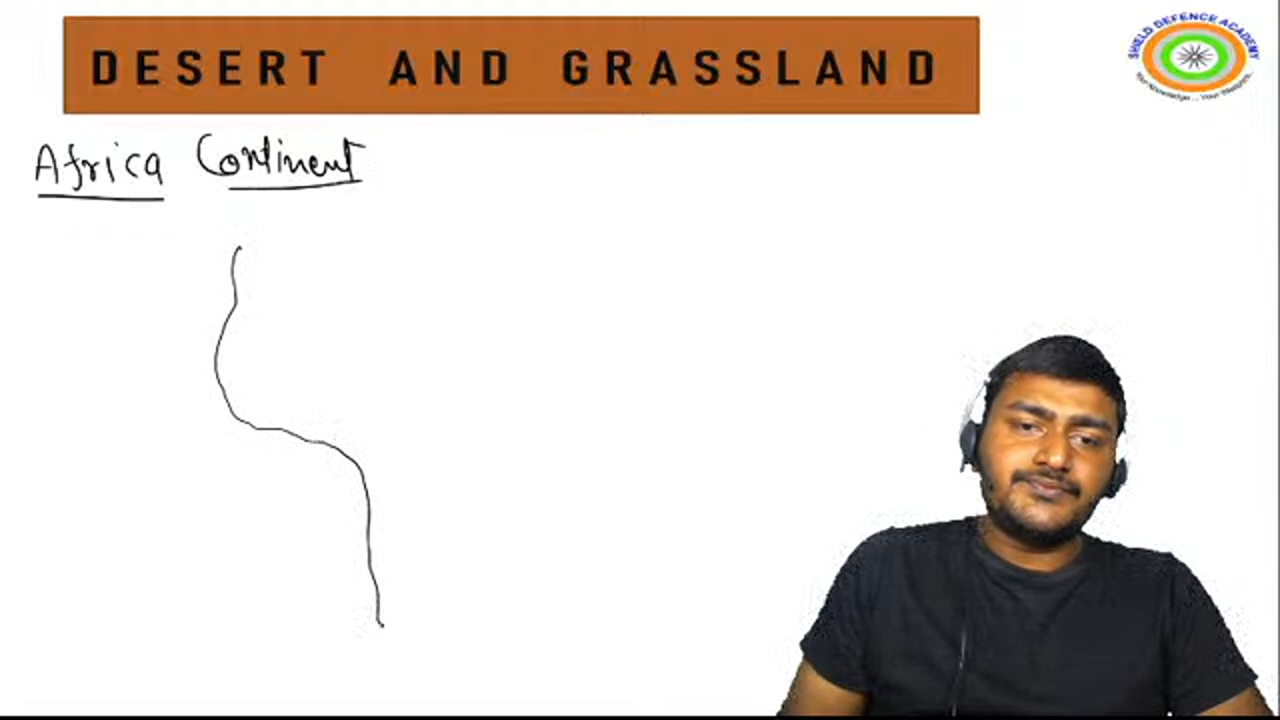 DESERT AND GRASSLAND
SHIELD DEFENCE ACADEMY
Africa Continent